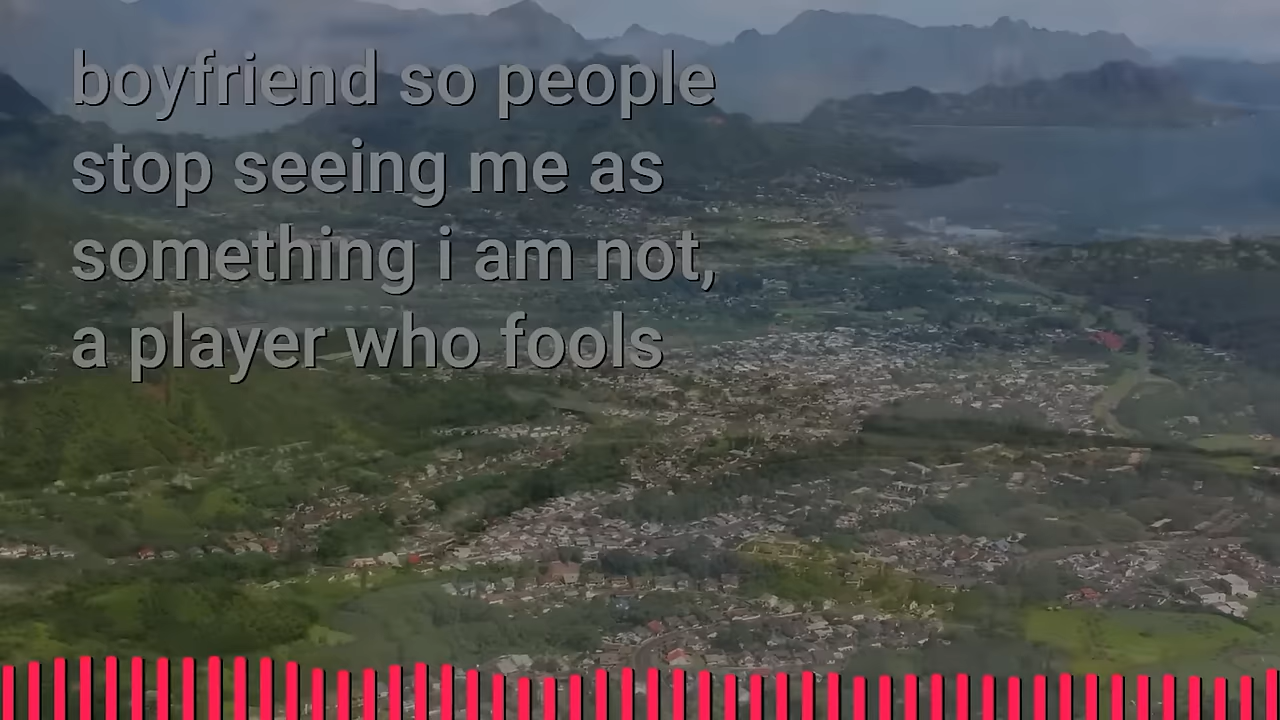 boyfriend so people
stop seeing me as
something i am not,
a player who fools